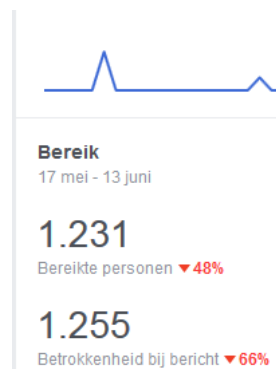 Bereik
17 mei - 13 juni
1.231
Bereikte personen ▼48%
1.255
Betrokkenheid bij bericht ▼66%